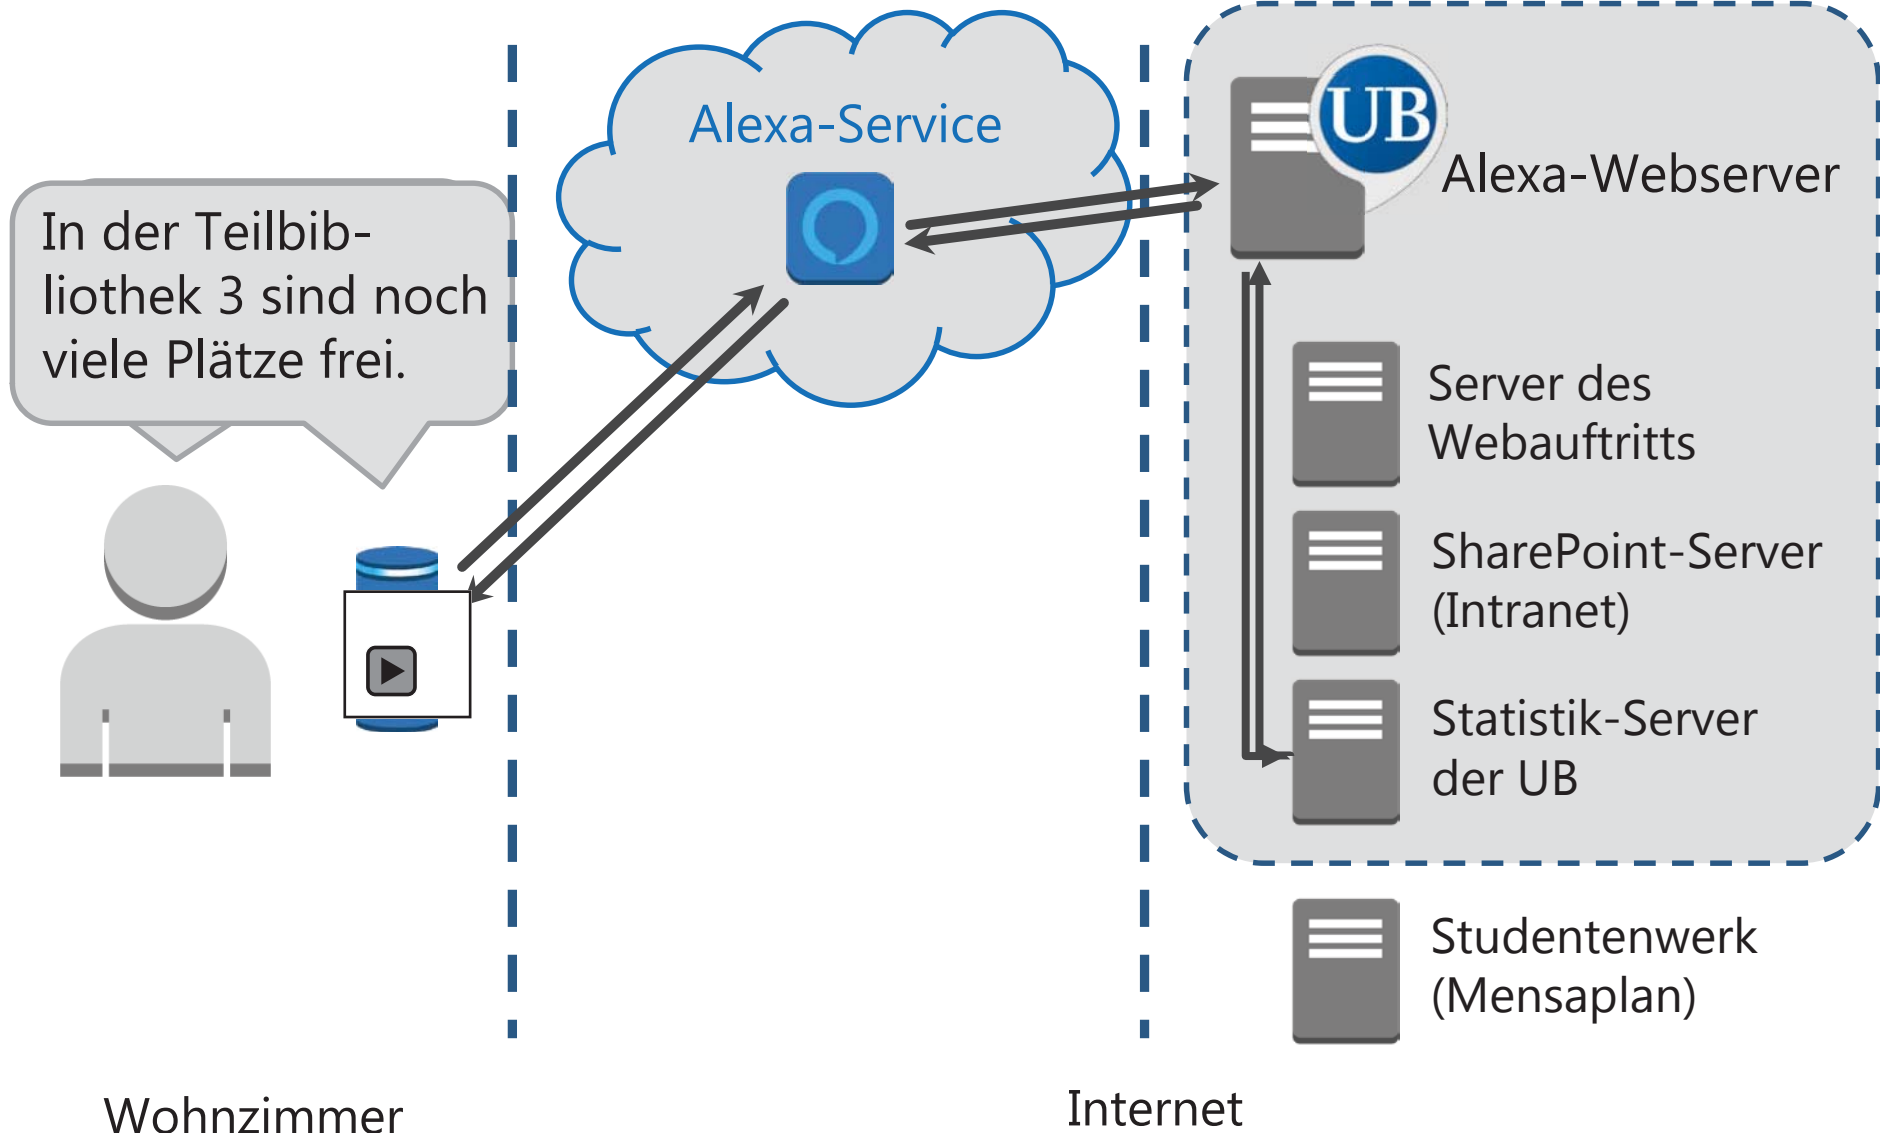 Alexa-Service
UB
Alexa-Webserver
In der Teilbib-
liothek 3 sind noch
viele Plätze frei.
Server des
Webauftritts
SharePoint-Server
(Intranet)
Statistik-Server
der UB
Studentenwerk
(Mensaplan)
Wohnzimmer
Internet